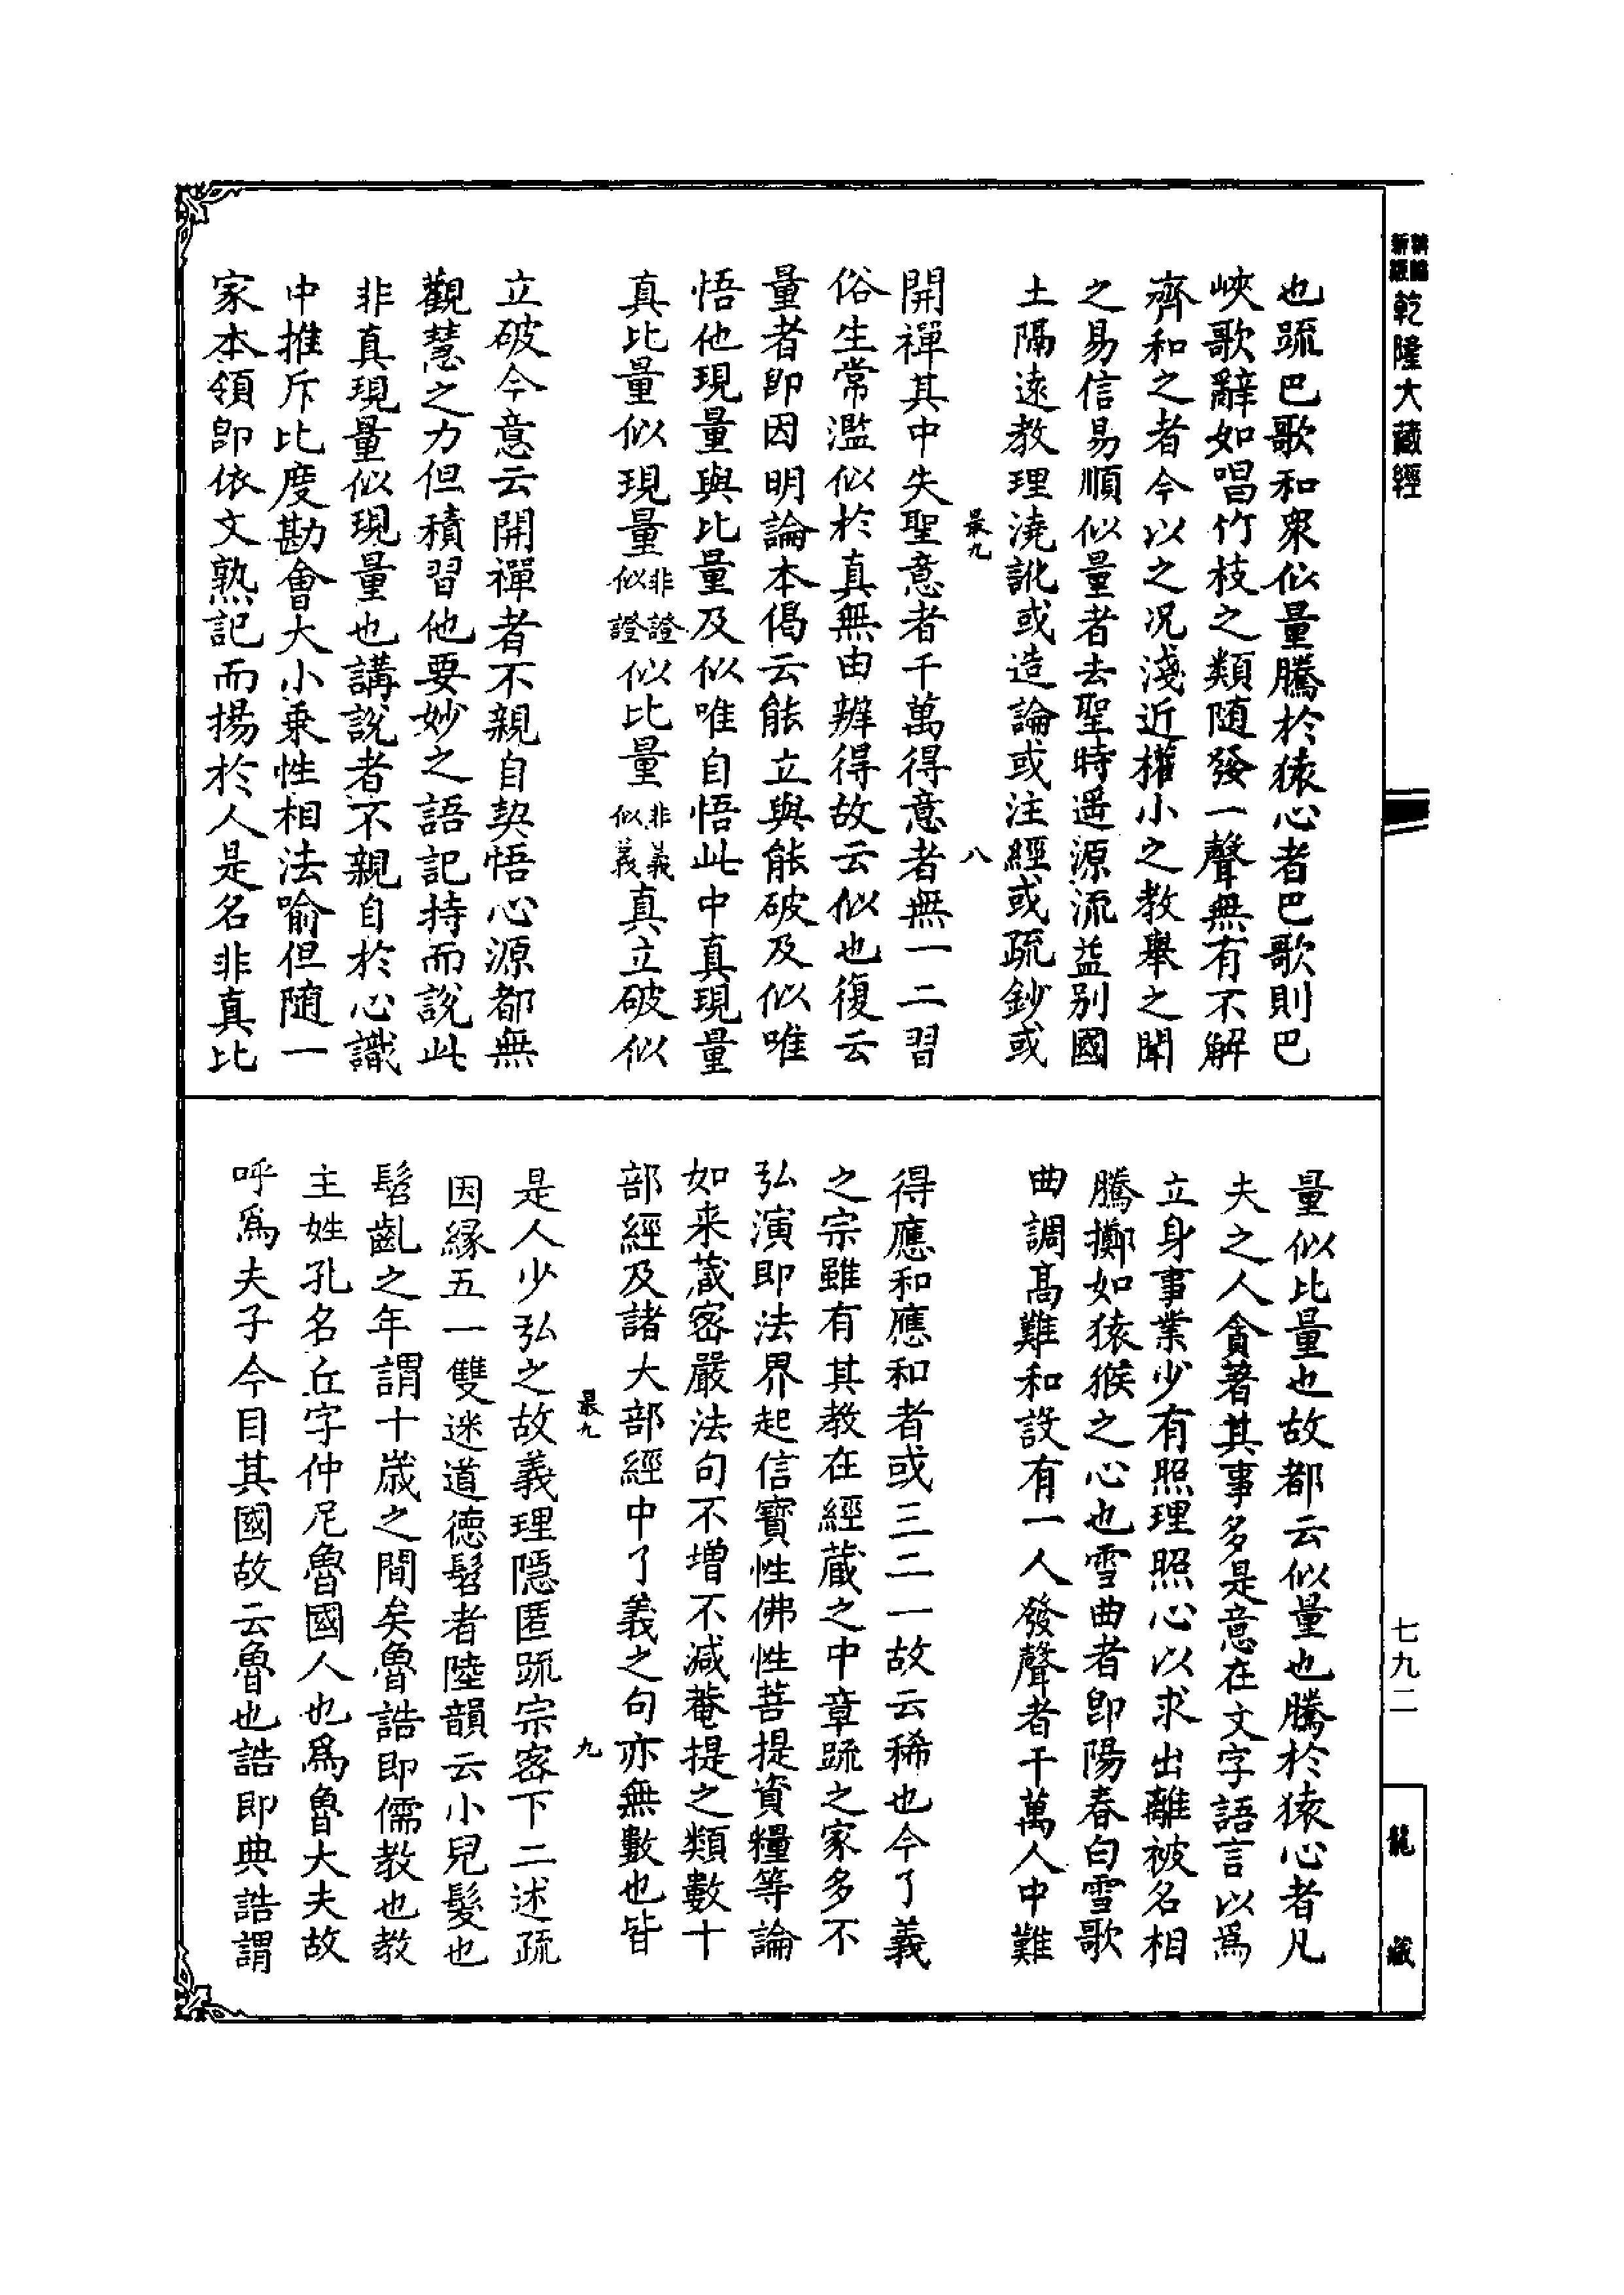 乾隆大藏經
也䟽巴歌和衆似量騰於猿心者巴歌則巴
峽歌辭如唱竹枝之類随發一聲無有不解
齊和之者今以之况淺近權小之教舉之聞
之易信易順似量者去聖時遥源流益别國
土隔遠教理澆訛或造論或注經或疏鈔或
最九
八
開禪其中失聖意者千萬得意者無一二習
俗生常濫似於真無由辨得故云似也復云
量者即因明論本偈云能立與能破及似唯
悟他現量與比量及似唯自悟此中真現量
真比量似現量非證似證似比量非義似義真立破似
立破今意云開禪者不親自契悟心源都無
觀慧之力但積習他要妙之語記持而說此
非真現量似現量也講說者不親自於心識
中推斥比度勘會大小乗性相法喻但随一
家本領即依文熟記而揚於人是名非真比
量似比量也故都云似量也騰於猿心者凡
夫之人貪著其事多是意在文字語言以爲
立身事業少有照理照心以求出離被名相
騰擲如猿猴之心也雪曲者即陽春白雪歌
曲調高難和設有一人發聲者千萬人中難
得應和應和者或三二一故云稀也今了義
之宗雖有其教在經蔵之中章䟽之家多不
弘演即法界起信寶性佛性菩提資糧等論
如来蔵密嚴法句不增不减菴提之類數十
部經及諸大部經中了義之句亦無數也皆
最九
九
是人少弘之故義理隱匿䟽宗密下二述疏
因縁五一雙迷道德髫者陸韻云小兒髮也
髫齓之年謂十歲之間矣魯誥即儒教也教
主姓孔名丘字仲尼魯國人也爲魯大夫故
呼爲夫子今目其國故云魯也誥即典誥謂
七九二
龍藏